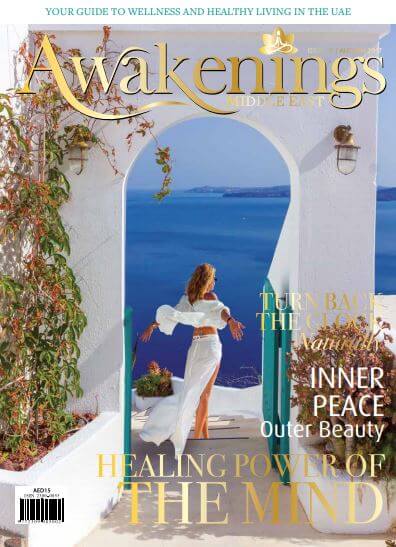 YOUR GUIDE TO WELLNESS AND HEALTHY LIVING IN THE UAE
Awakenings
MIDDLE EAST
TURN BACK
THE CLOCK
Naturally
INNER
PEACE
Outer Beauty
HEALING POWER OF
THE MIND
AED15